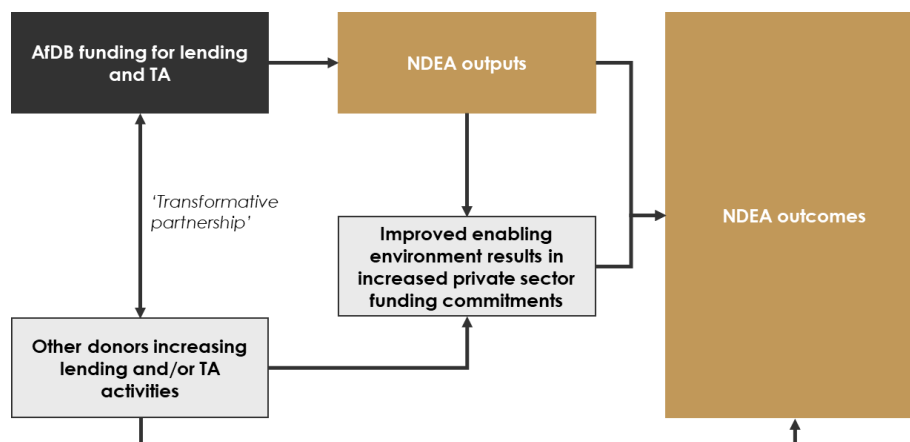 AfDB funding for lending
and TA
NDEA outputs
‘Transformative
partnership’
NDEA outcomes
Improved enabling
environment results in
increased private sector
funding commitments
Other donors increasing
lending and/or TA
activities